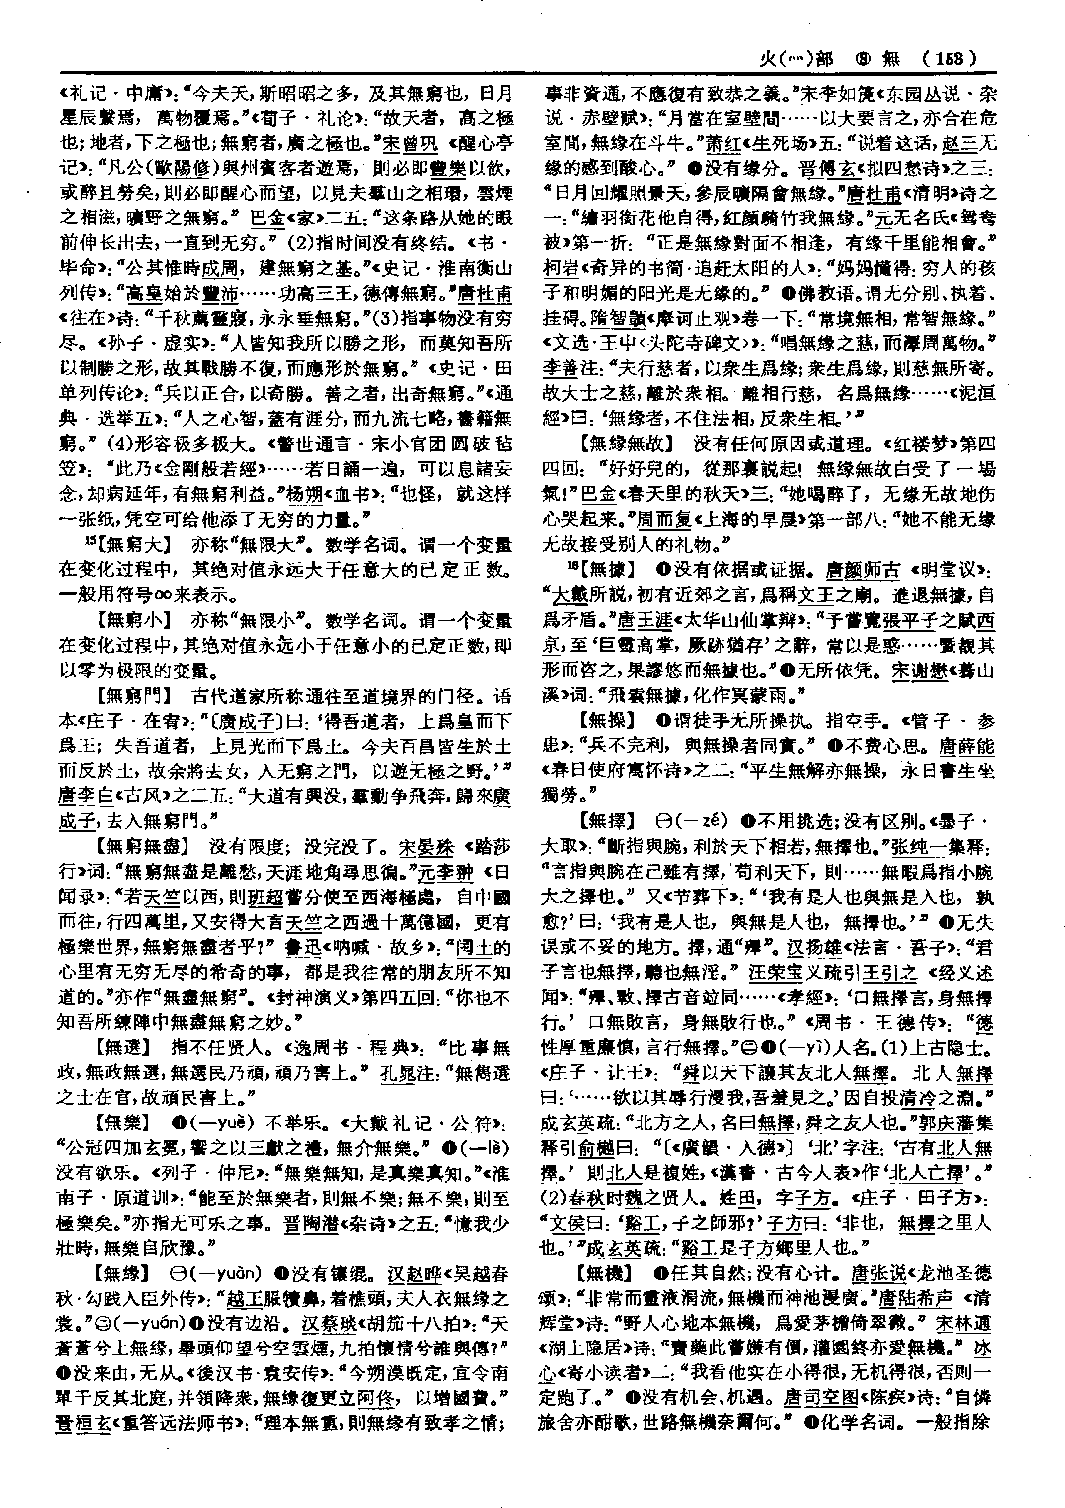 火(灬)部 ⑧ 無 (153)
《礼记·中庸》:“今夫天,斯昭昭之多,及其無窮也,日月
星辰繫焉,萬物覆焉。”《荀子·礼论》:“故天者,高之極
也;地者,下之極也;無窮者,廣之極也。”宋曾巩《醒心亭
记》:“凡公(歐陽修)與州賓客者遊焉,則必即豐樂以飲,
或醉且勞矣,則必即醒心而望,以見夫羣山之相環,雲煙
之相滋,曠野之無窮。”巴金《家》二五:“这条路从她的眼
前伸长出去,一直到无穷。”(2)指时间没有终结。《书·
毕命》:“公其惟時成周,建無窮之基。”《史记·淮南衡山
列传》:“高皇始於豐沛……功高三王,德傳無窮。”唐杜甫
《往在》诗:“千秋薦靈寢,永永垂無窮。”(3)指事物没有穷
尽。《孙子·虚实》:“人皆知我所以勝之形,而莫知吾所
以制勝之形,故其戰勝不復,而應形於無窮。”《史记·田
单列传论》:“兵以正合,以奇勝。善之者,出奇無窮。”《通
典·选举五》:“人之心智,蓋有涯分,而九流七略,書籍無
窮。”(4)形容极多极大。《警世通言·宋小官团圆破毡
笠》:“此乃《金剛般若經》……若日誦一遍,可以息諸妄
念,却病延年,有無窮利益。”杨朔《血书》:“也怪,就这样
一张纸,凭空可给他添了无穷的力量。”
15【無窮大】 亦称“無限大”。数学名词。谓一个变量
在变化过程中,其绝对值永远大于任意大的已定正数。
一般用符号∞来表示。
【無窮小】 亦称“無限小”。数学名词。谓一个变量
在变化过程中,其绝对值永远小于任意小的已定正数,即
以零为极限的变量。
【無窮門】 古代道家所称通往至道境界的门径。语
本《庄子·在宥》:“〔廣成子〕曰:‘得吾道者,上爲皇而下
爲王;失吾道者,上見光而下爲土。今夫百昌皆生於土
而反於土,故余將去女,入无窮之門,以遊无極之野。’”
唐李白《古风》之二五:“大道有興没,羣動争飛奔,歸來廣
成子,去入無窮門。”
【無窮無盡】 没有限度;没完没了。宋晏殊《踏莎
行》词:“無窮無盡是離愁,天涯地角尋思徧。”元李翀《日
闻录》:“若天竺以西,則班超嘗分使至西海極處,自中國
而往,行四萬里,又安得大言天竺之西過十萬億國,更有
極樂世界,無窮無盡者乎?”鲁迅《呐喊·故乡》:“闰土的
心里有无穷无尽的希奇的事,都是我往常的朋友所不知
道的。”亦作“無盡無窮”。《封神演义》第四五回:“你也不
知吾所練陣中無盡無窮之妙。”
【無選】 指不任贤人。《逸周书·程典》:“比事無
政,無政無選,無選民乃頑,頑乃害上。”孔晁注:“無雋選
之士在官,故頑民害上。”
【無樂】 ❶(—yuè)不举乐。《大戴礼记·公符》:
“公冠四加玄冕,饗之以三獻之禮,無介無樂。”❷(—lè)
没有欲乐。《列子·仲尼》:“無樂無知,是真樂真知。”《淮
南子·原道训》:“能至於無樂者,則無不樂;無不樂,則至
極樂矣。”亦指无可乐之事。晋陶潜《杂诗》之五:“憶我少
壯時,無樂自欣豫。”
【無缘】 ㊀(—yuàn) ❶没有镶绲。汉赵晔《吴越春
秋·勾践入臣外传》:“越王服犢鼻,着樵頭,夫人衣無缘之
裳。”㊁(—yuán)❶没有边沿。汉蔡琰《胡笳十八拍》:“天
蒼蒼兮上無缘,舉頭仰望兮空雲煙,九拍懷情兮誰與傳?”
❷没来由,无从。《後汉书·袁安传》:“今朔漠既定,宜令南
單于反其北庭,并領降衆,無緣復更立阿佟,以增國費。”
晋桓玄《重答远法师书》:“理本無重,則無缘有致孝之情;
事非資通,不應復有致恭之義。”宋李如篪《东园丛说·杂
说·赤壁赋》:“月當在室壁間……以大要言之,亦合在危
室間,無緣在斗牛。”萧红《生死场》五:“说着这话,赵三无
缘的感到酸心。”❸没有缘分。晋傅玄《拟四愁诗》之三:
“日月回耀照景天,參辰曠隔會無缘。”唐杜甫《清明》诗之
一:“繡羽銜花他自得,紅顔騎竹我無缘。”元无名氏《鸳鸯
被》第一折:“正是無緣對面不相逢,有缘千里能相會。”
柯岩《奇异的书简·追赶太阳的人》:“妈妈懂得:穷人的孩
子和明媚的阳光是无缘的。”❹佛教语。谓无分别、执着、
挂碍。隋智顗《摩诃止观》卷一下:“常境無相,常智無緣。”
《文选·王屮〈头陀寺碑文〉》:“唱無缘之慈,而澤周萬物。”
李善注:“夫行慈者,以衆生爲缘;衆生爲缘,則慈無所寄。
故大士之慈,離於衆相。離相行慈,名爲無緣……《泥洹
經》曰:‘無缘者,不住法相,反衆生相。’”
【無緣無故】 没有任何原因或道理。《红楼梦》第四
四回:“好好兒的,從那裏説起!無缘無故白受了一場
氣!”巴金《春天里的秋天》三:“她喝醉了,无缘无故地伤
心哭起来。”周而复《上海的早晨》第一部八:“她不能无缘
无故接受别人的礼物。”
16【無據】 ❶没有依据或证据。唐颜师古《明堂议》:
“大戴所説,初有近郊之言,爲稱文王之廟。進退無據,自
爲矛盾。”唐王涯《太华山仙掌辩》:“予嘗覽張平子之賦西
京,至‘巨靈高掌,厥跡猶存’之辭,常以是惑……暨觀其
形而咨之,果謬悠而無據也。”❷无所依凭。宋谢懋《蓦山
溪》词:“飛雲無據,化作冥蒙雨。”
【無操】 ❶谓徒手无所操执。指空手。《管子·参
患》:“兵不完利,與無操者同實。”❷不费心思。唐薛能
《春日使府寓怀诗》之二:“平生無解亦無操,永日書生坐
獨勞。”
【無擇】 ㊀(—zé) ❶不用挑选;没有区别。《墨子·
大取》:“斷指與腕,利於天下相若,無擇也。”张纯一集释:
“言指與腕在己雖有擇,苟利天下,則……無暇爲指小腕
大之擇也。”又《节葬下》:“‘我有是人也與無是人也,孰
愈?’曰:‘我有是人也,與無是人也,無擇也。’”❷无失
误或不妥的地方。擇,通“殬”。汉扬雄《法言·吾子》:“君
子言也無擇,聽也無淫。”汪荣宝义疏引王引之《经义述
闻》:“殬、斁、擇古音竝同……《孝經》:‘口無擇言,身無擇
行。’口無敗言,身無敗行也。”《周书·王德传》:“德
性厚重廉慎,言行無擇。”㊁❶(—yì)人名。(1)上古隐士。
《庄子·让王》:“舜以天下讓其友北人無擇。北人無擇
曰:‘……欲以其辱行漫我,吾羞見之。’因自投清泠之淵。”
成玄英疏:“北方之人,名曰無擇,舜之友人也。”郭庆藩集
释引俞樾曰:“〔《廣韻·入德》〕‘北’字注:‘古有北人無
擇。’則北人是複姓,《漢書·古今人表》作‘北人亡擇’。”
(2)春秋时魏之贤人。姓田,字子方。《庄子·田子方》:
“文侯曰:‘谿工,子之師邪?’子方曰:‘非也,無擇之里人
也。’”成玄英疏:“谿工是子方鄉里人也。”
【無機】 ❶任其自然;没有心计。唐张说《龙池圣德
颂》:“非常而靈液涌流,無機而神池浸廣。”唐陆希声《清
辉堂》诗:“野人心地本無機,爲愛茅檐倚翠微。”宋林逋
《湖上隐居》诗:“賣藥比嘗嫌有價,灌園終亦愛無機。”冰
心《寄小读者》二:“我看他实在小得很,无机得很,否则一
定跑了。”❷没有机会、机遇。唐司空图《陈疾》诗:“自憐
旅舍亦酣歌,世路無機奈爾何。”❸化学名词。一般指除